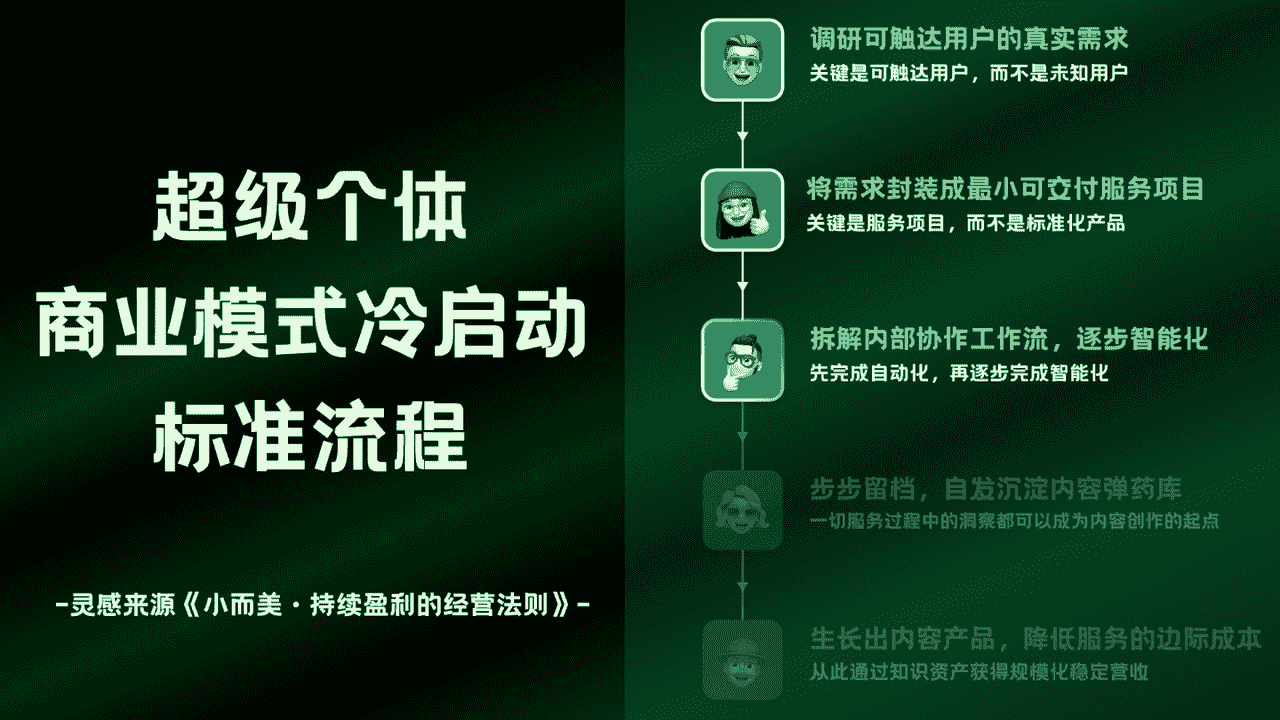 超级个体
商业模式冷启动
标准流程
-灵感来源《小而美·持续盈利的经营法则》-
调研可触达用户的真实需求
关键是可触达用户，而不是未知用户
将需求封装成最小可交付服务项目
关键是服务项目，而不是标准化产品
拆解内部协作工作流，逐步智能化
先完成自动化，再逐步完成智能化
步步留档，自发沉淀内容弹药库
一切服务过程中的洞察都可以成为内容创作的起点
生长出内容产品，降低服务的边际成本
从此通过知识资产获得规模化稳定营收